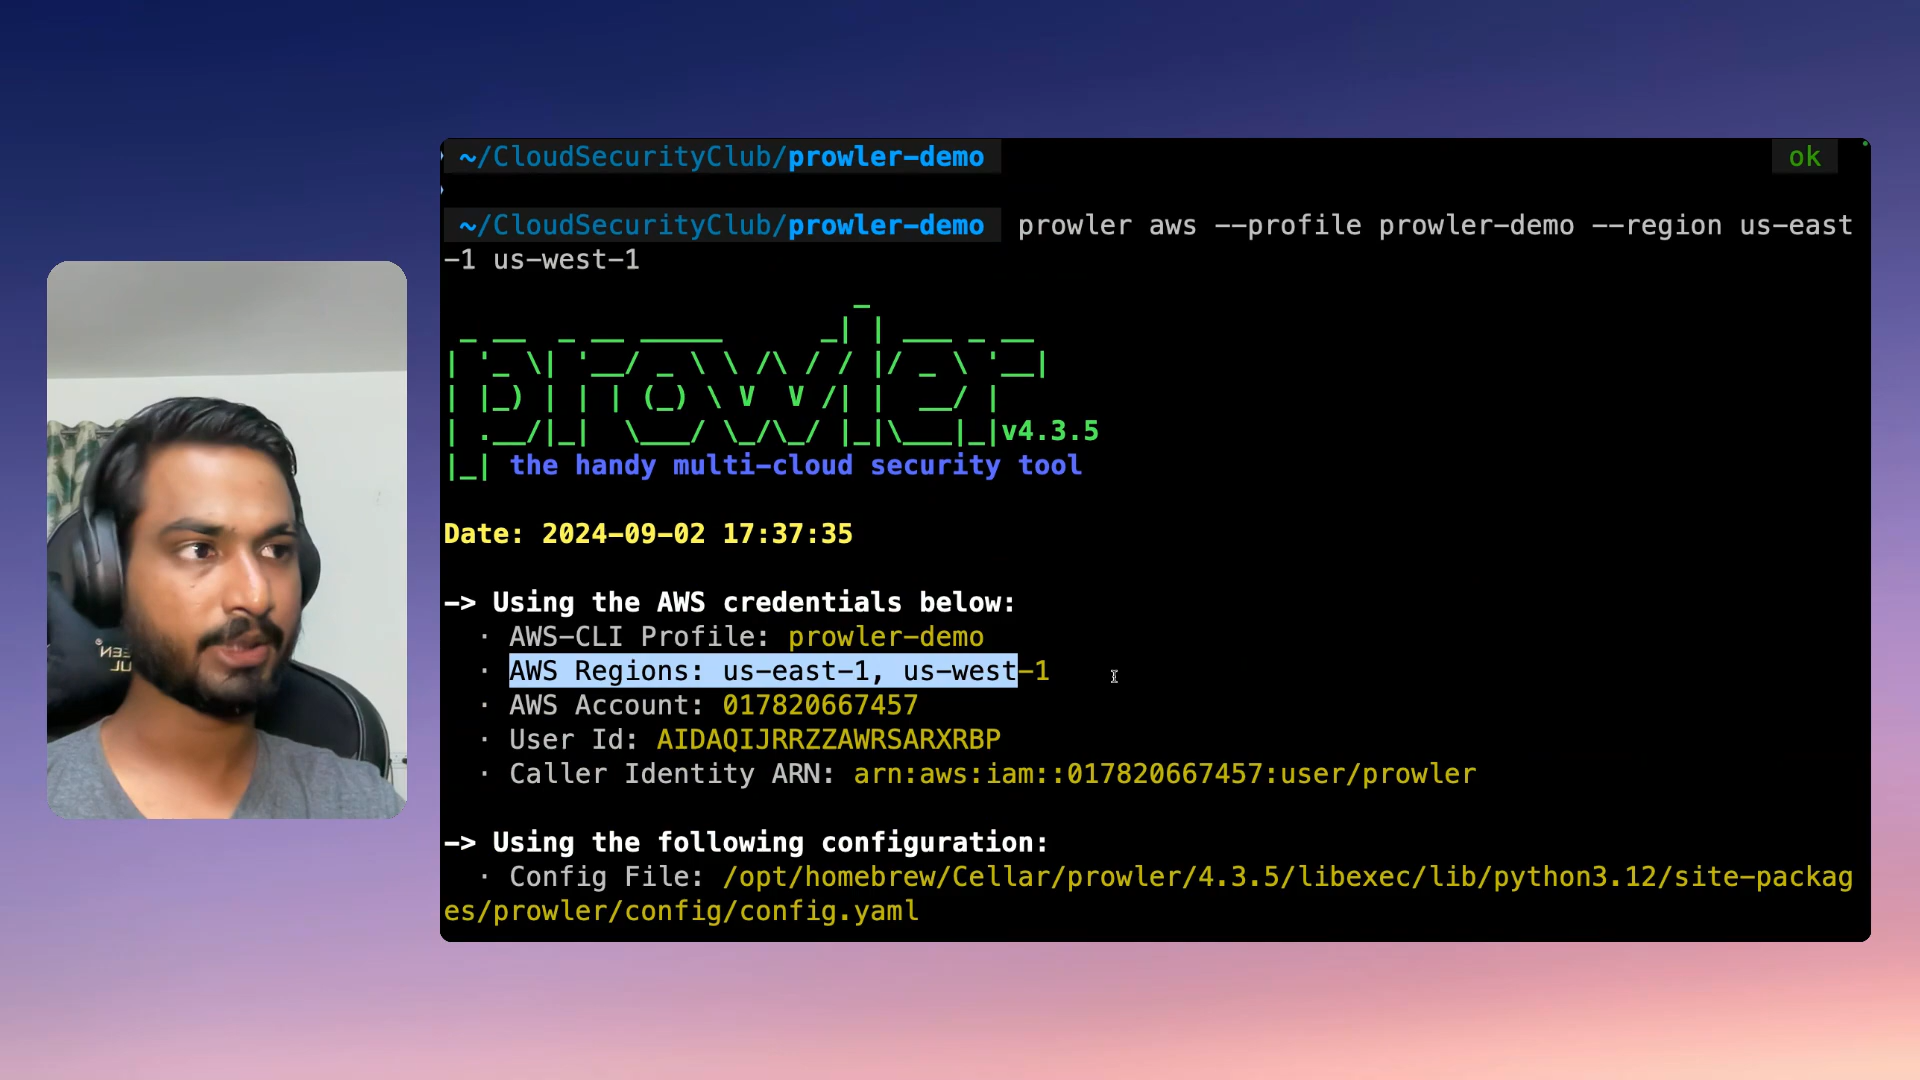 ~/CloudSecurityClub/prowler-demo ok
~/CloudSecurityClub/prowler-demo prowler aws --profile prowler-demo --region us-east
-1 us-west-1
prowler v4.3.5
the handy multi-cloud security tool
Date: 2024-09-02 17:37:35
-> Using the AWS credentials below:
· AWS-CLI Profile: prowler-demo
· AWS Regions: us-east-1, us-west-1
· AWS Account: 017820667457
· User Id: AIDAQIJRRZZAWRSARXRBP
· Caller Identity ARN: arn:aws:iam::017820667457:user/prowler
-> Using the following configuration:
· Config File: /opt/homebrew/Cellar/prowler/4.3.5/libexec/lib/python3.12/site-packag
es/prowler/config/config.yaml